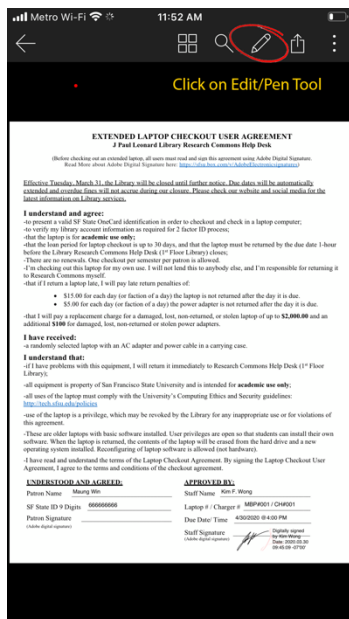 Metro Wi-Fi
11:52 AM
Click on Edit/Pen Tool
EXTENDED LAPTOP CHECKOUT USER AGREEMENT
J Paul Leonard Library Research Commons Help Desk
(Before checking out an extended laptop, all users must read and sign this agreement using Adobe Digital Signature.
Read More about Adobe Digital Signature here:
Effective Tuesday, March 31, the Library will be closed until further notice. Due dates will be automatically
extended and overdue fines will not accrue during our closure. Please check our website and social media for the
latest information on Library services.
I understand and agree:
-to present a valid SF State OneCard identification in order to checkout and check in a laptop computer;
-to verify my library account information as required for 2 factor ID process;
-that the laptop is for academic use only;
-that the loan period for laptop checkout is up to 30 days, and that the laptop must be returned by the due date 1-hour
before the Library Research Commons Help Desk (1st Floor Library) closes;
-There are no renewals. One checkout per semester per patron is allowed.
-I'm checking out this laptop for my own use. I will not lend this to anybody else, and I'm responsible for returning it
to Research Commons myself.
-that if I return a laptop late, I will pay late return penalties of:
• $15.00 for each day (or faction of a day) the laptop is not returned after the day it is due.
• $5.00 for each day (or faction of a day) the power adapter is not returned after the day it is due.
-that I will pay a replacement charge for a damaged, lost, non-returned, or stolen laptop of up to $2,000.00 and an
additional $100 for damaged, lost, non-returned or stolen power adapters.
I have received:
-a randomly selected laptop with an AC adapter and power cable in a carrying case.
I understand that:
-if I have problems with this equipment, I will return it immediately to Research Commons Help Desk (1st Floor
Library);
-all equipment is property of San Francisco State University and is intended for academic use only;
-all uses of the laptop must comply with the University's Computing Ethics and Security guidelines:
http://tech.sfsu.edu/policies
-use of the laptop is a privilege, which may be revoked by the Library for any inappropriate use or for violations of
this agreement.
-These are older laptops with basic software installed. User privileges are open so that students can install their own
software. When the laptop is returned, the contents of the laptop will be erased from the hard drive and a new
operating system installed. Reconfiguring of laptop software is allowed (not hardware).
-I have read and understand the terms of the Laptop Checkout Agreement. By signing the Laptop Checkout User
Agreement, I agree to the terms and conditions of the checkout agreement.
UNDERSTOOD AND AGREED:
Patron Name Maung Win
SF State ID 9 Digits 666666666
Patron Signature
(Adobe digital signature)
APPROVED BY:
Staff Name Kim F. Wong
Laptop # / Charger # MBP#001 / CH#001
Due Date/ Time 4/30/2020 @4:00 PM
Staff Signature
(Adobe digital signature)
Digitally signed
by Kim Wong
Date: 2020.03.30
09:45:09 -07'00'